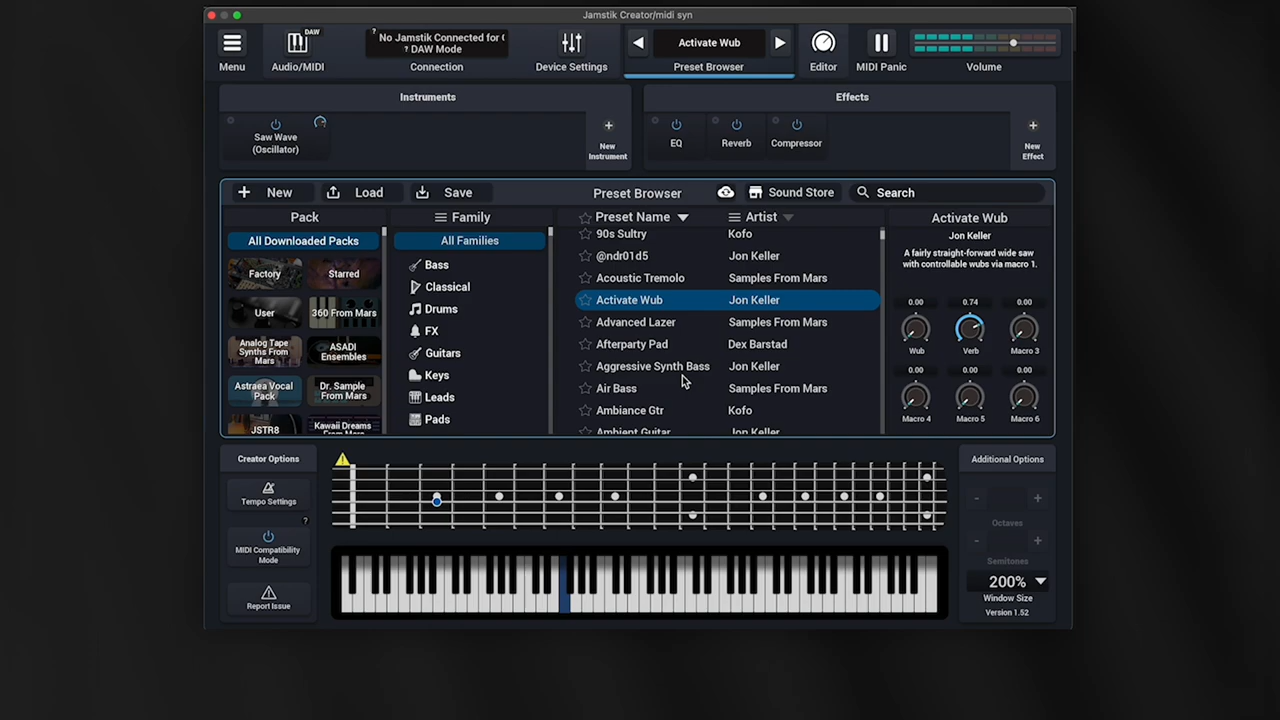 Jamstik Creator/midi syn
Menu
DAW
Audio/MIDI
? No Jamstik Connected for (
? DAW Mode
Connection
Device Settings
Activate Wub
Preset Browser
Editor
MIDI Panic
Volume
Instruments
Saw Wave
(Oscillator)
+
New
Instrument
Effects
EQ
Reverb
Compressor
+
New
Effect
+ New
Load
Save
Preset Browser
Sound Store
Search
Pack
All Downloaded Packs
Factory
Starred
User
360 From Mars
Analog Tape
Synths From
Mars
ASADI
Ensembles
Astraea Vocal
Pack
Dr. Sample
From Mars
JSTR8
Kawaii Dreams
From Mars
Family
All Families
Bass
Classical
Drums
FX
Guitars
Keys
Leads
Pads
Preset Name
Artist
90s Sultry Kofo
@ndr01d5 Jon Keller
Acoustic Tremolo Samples From Mars
Activate Wub Jon Keller
Advanced Lazer Samples From Mars
Afterparty Pad Dex Barstad
Aggressive Synth Bass Jon Keller
Air Bass Samples From Mars
Ambiance Gtr Kofo
Ambient Guitar Jon Keller
Activate Wub
Jon Keller
A fairly straight-forward wide saw
with controllable wubs via macro 1.
0.00 0.74 0.00
Wub Verb Macro 3
0.00 0.00 0.00
Macro 4 Macro 5 Macro 6
Creator Options
Tempo Settings
?
MIDI Compatibility
Mode
Report Issue
Additional Options
- +
Octaves
- +
Semitones
200%
Window Size
Version 1.52